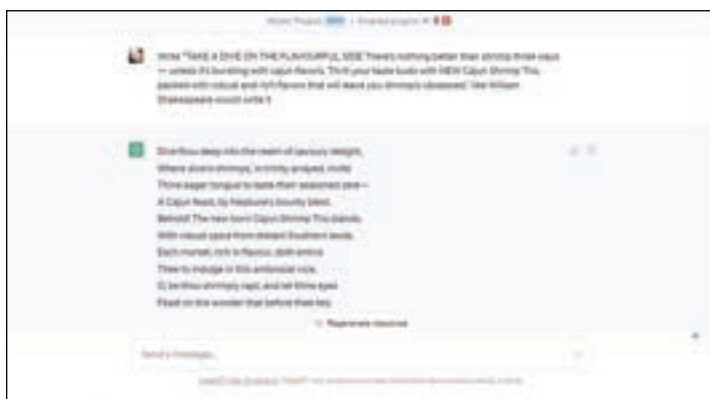 Write "TAKE A DIVE ON THE FLAVOURFUL SIDE There's nothing better than shrimp three ways
— unless it's bursting with cajun flavors. Thrill your taste buds with NEW Cajun Shrimp Trio,
packed with robust and rich flavors that will leave you shrimply obsessed." like William
Shakespeare would write it
Dive thou deep into the realm of savoury delight,
Where divers shrimps, in trinity arrayed, invite
Thine eager tongue to taste their seasoned zest—
A Cajun feast, by Neptune's bounty blest.
Behold! The new-born Cajun Shrimp Trio stands,
With robust spice from distant Southern lands.
Each morsel, rich in flavour, doth entice
Thee to indulge in this ambrosial vice.
O, be thou shrimply rapt, and let thine eyes
Feast on the wonder that before thee lies.
Regenerate response
Send a message...